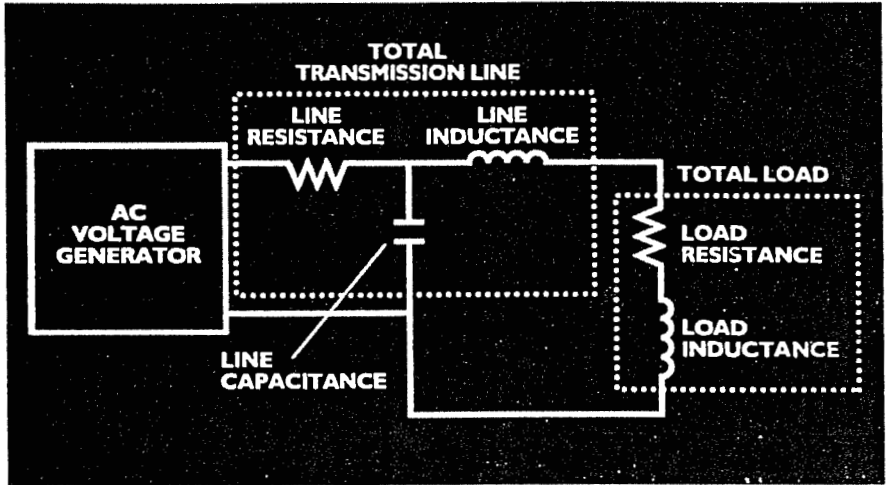 TOTAL
TRANSMISSION LINE
LINE
RESISTANCE
LINE
INDUCTANCE
TOTAL LOAD
AC
VOLTAGE
GENERATOR
LOAD
RESISTANCE
LINE
CAPACITANCE
LOAD
INDUCTANCE